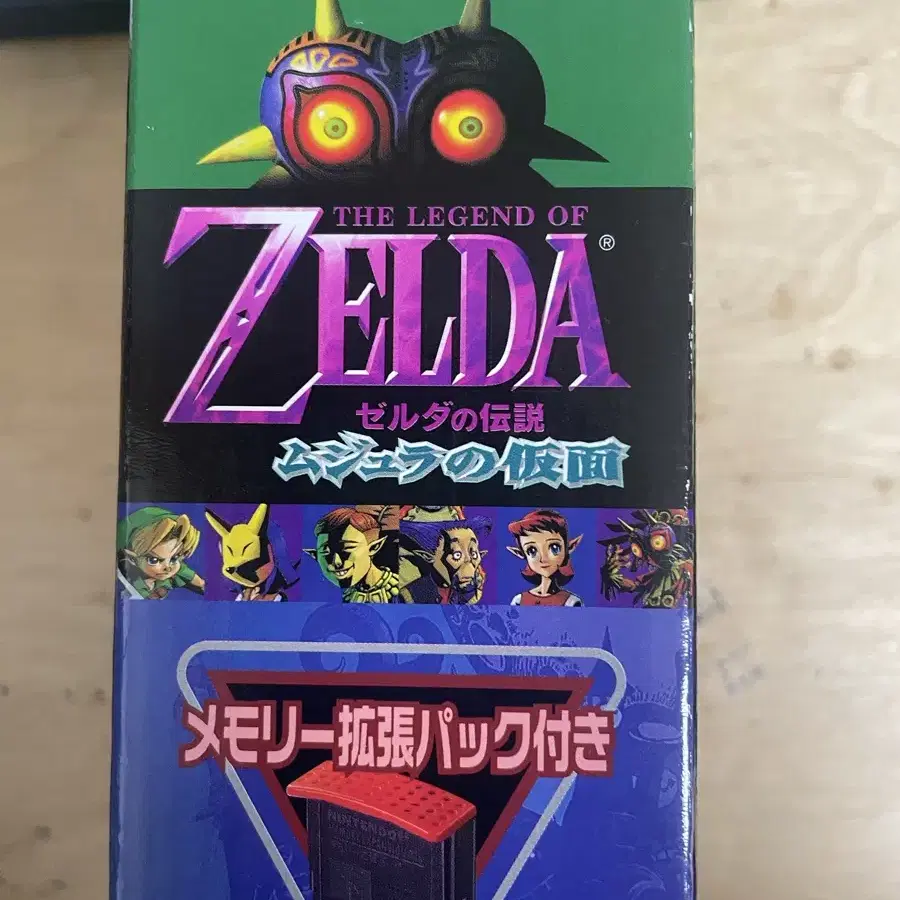 THE LEGEND OF
ZELDA®
ゼルダの伝説
ムジュラの仮面
メモリー拡張パック付き
NINTENDO64